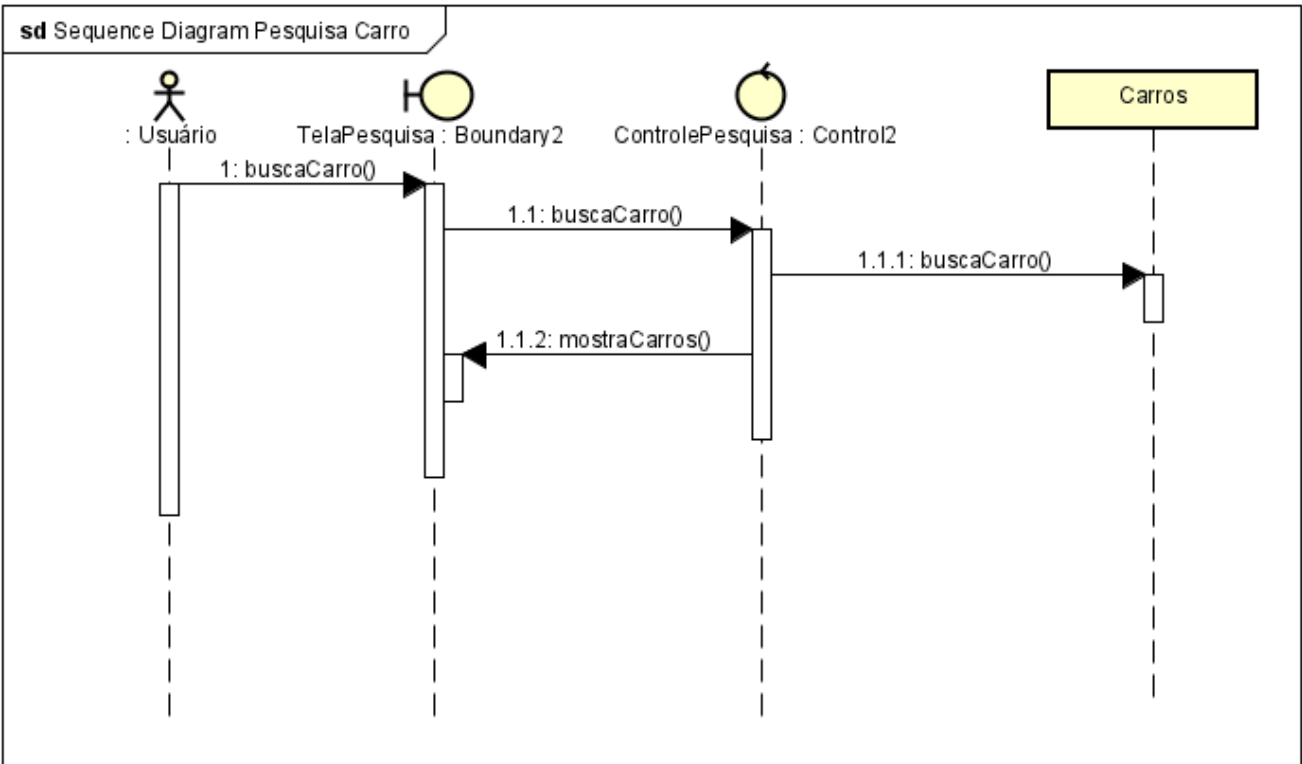 sd Sequence Diagram Pesquisa Carro
: Usuário
TelaPesquisa : Boundary2
ControlePesquisa : Control2
Carros
1: buscaCarro()
1.1: buscaCarro()
1.1.1: buscaCarro()
1.1.2: mostraCarros()